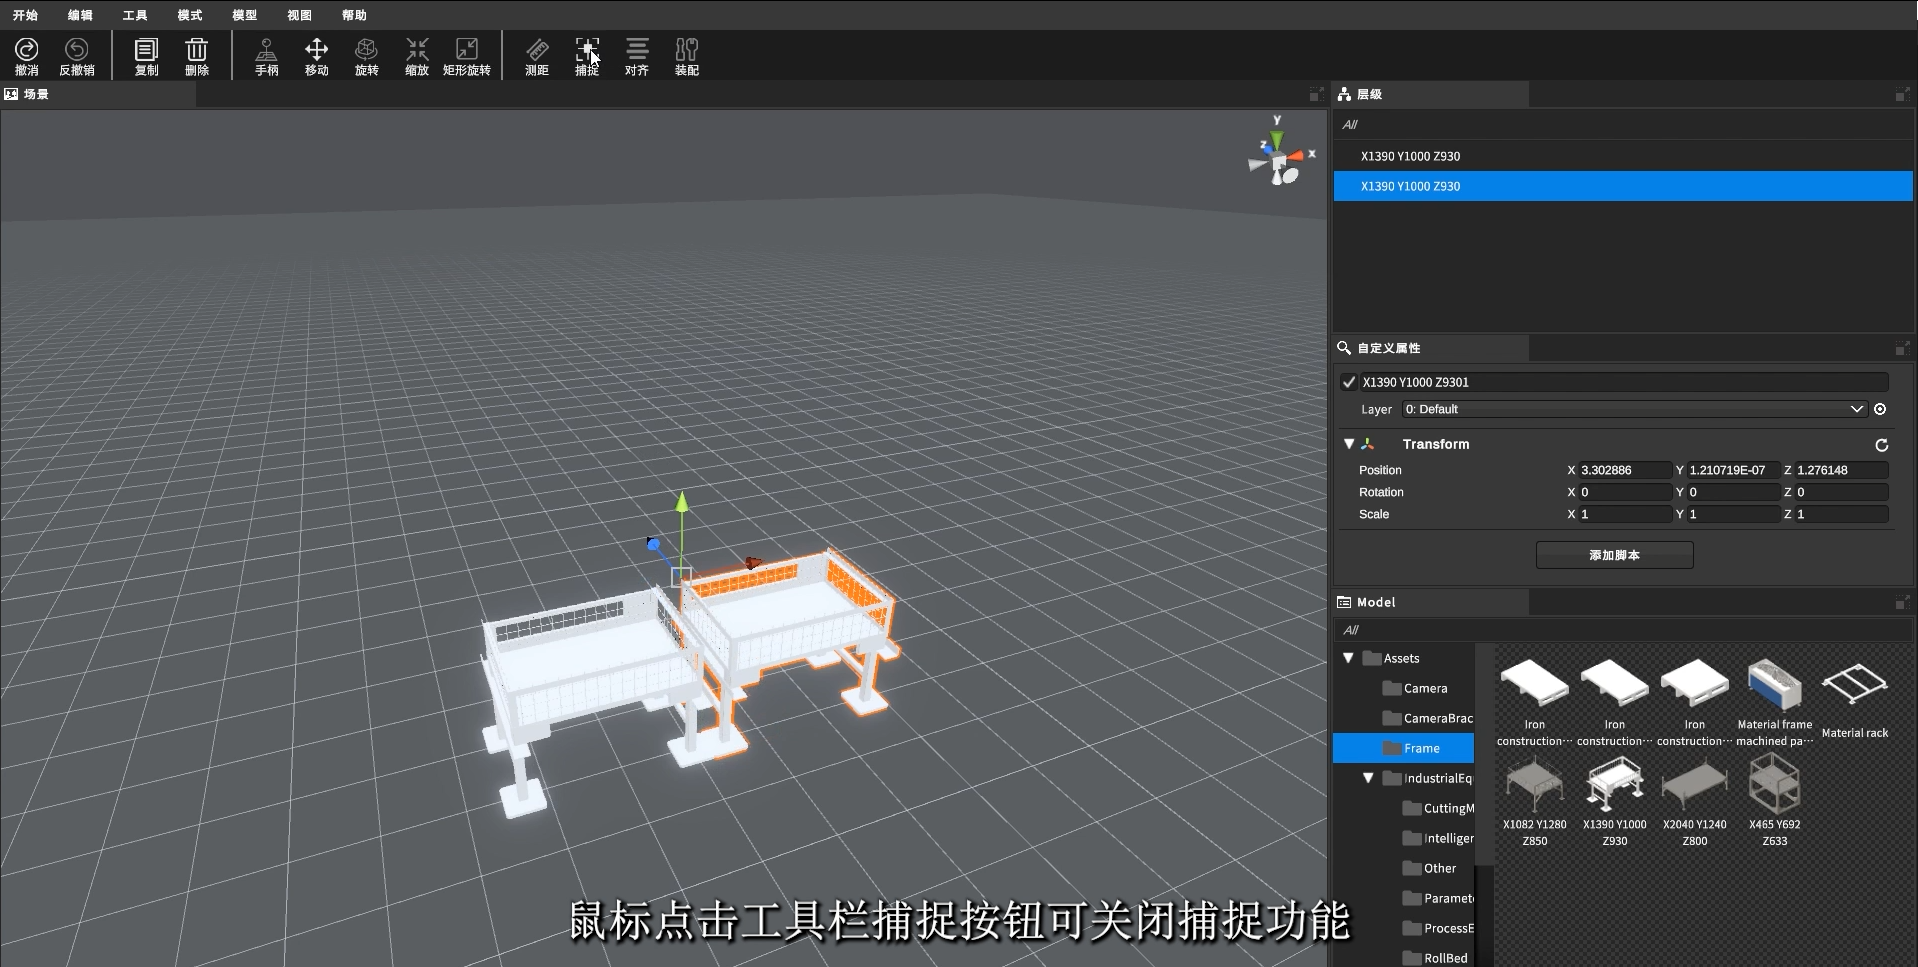 开始 编辑 工具 模式 模型 视图 帮助
撤消 反撤销 复制 删除 手柄 移动 旋转 缩放 矩形旋转 测距 捕捉 对齐 装配
场景
y
z
x
层级
All
X1390 Y1000 Z930
X1390 Y1000 Z930
自定义属性
X1390 Y1000 Z9301
Layer 0: Default
Transform
Position X 3.302886 Y 1.210719E-07 Z 1.276148
Rotation X 0 Y 0 Z 0
Scale X 1 Y 1 Z 1
添加脚本
Model
All
Assets
Camera
CameraBrac
Frame
IndustrialEq
CuttingM
Intelliger
Other
Paramet
ProcessE
RollBed
Iron construction···
Iron construction···
Iron construction···
Material frame machined pa···
Material rack
X1082 Y1280 Z850
X1390 Y1000 Z930
X2040 Y1240 Z800
X465 Y692 Z633
鼠标点击工具栏捕捉按钮可关闭捕捉功能